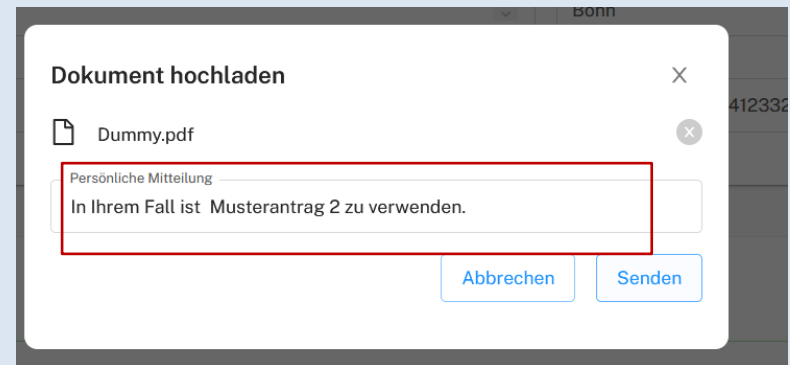 Bonn
Dokument hochladen
412332
Dummy.pdf
Persönliche Mitteilung
In Ihrem Fall ist  Musterantrag 2 zu verwenden.
Abbrechen
Senden